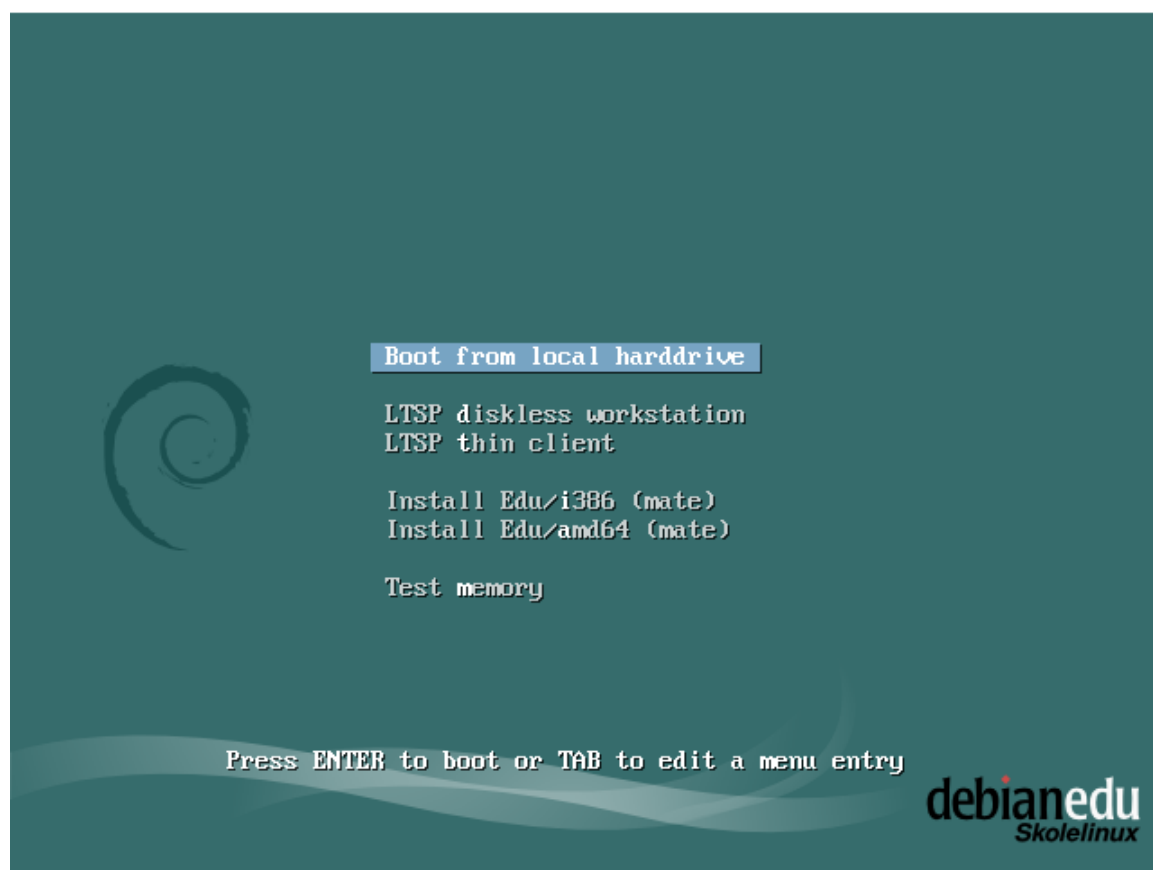 Boot from local harddrive
LTSP diskless workstation
LTSP thin client
Install Edu/i386 (mate)
Install Edu/amd64 (mate)
Test memory
Press ENTER to boot or TAB to edit a menu entry
debianedu
Skolelinux